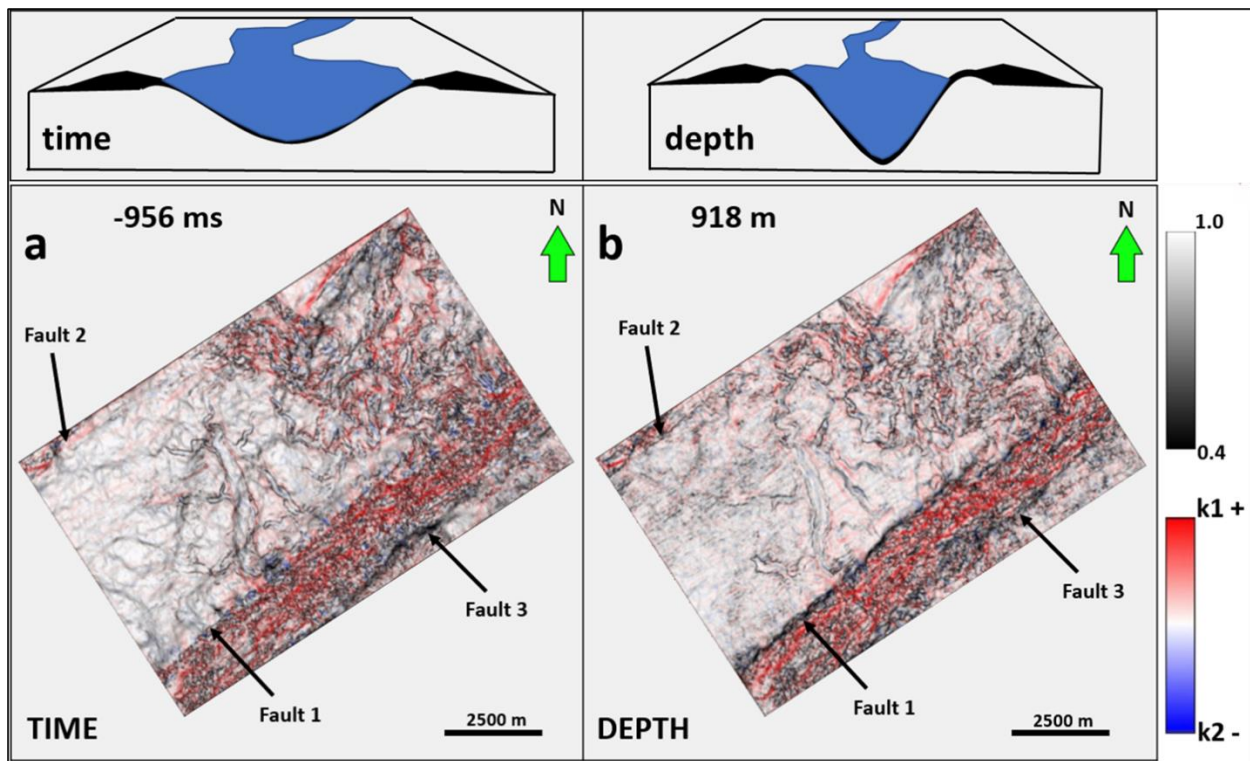 time
depth
-956 ms
N
a
Fault 2
Fault 3
Fault 1
TIME
2500 m
918 m
N
b
Fault 2
Fault 3
Fault 1
DEPTH
2500 m
1.0
0.4
k1 +
k2 -